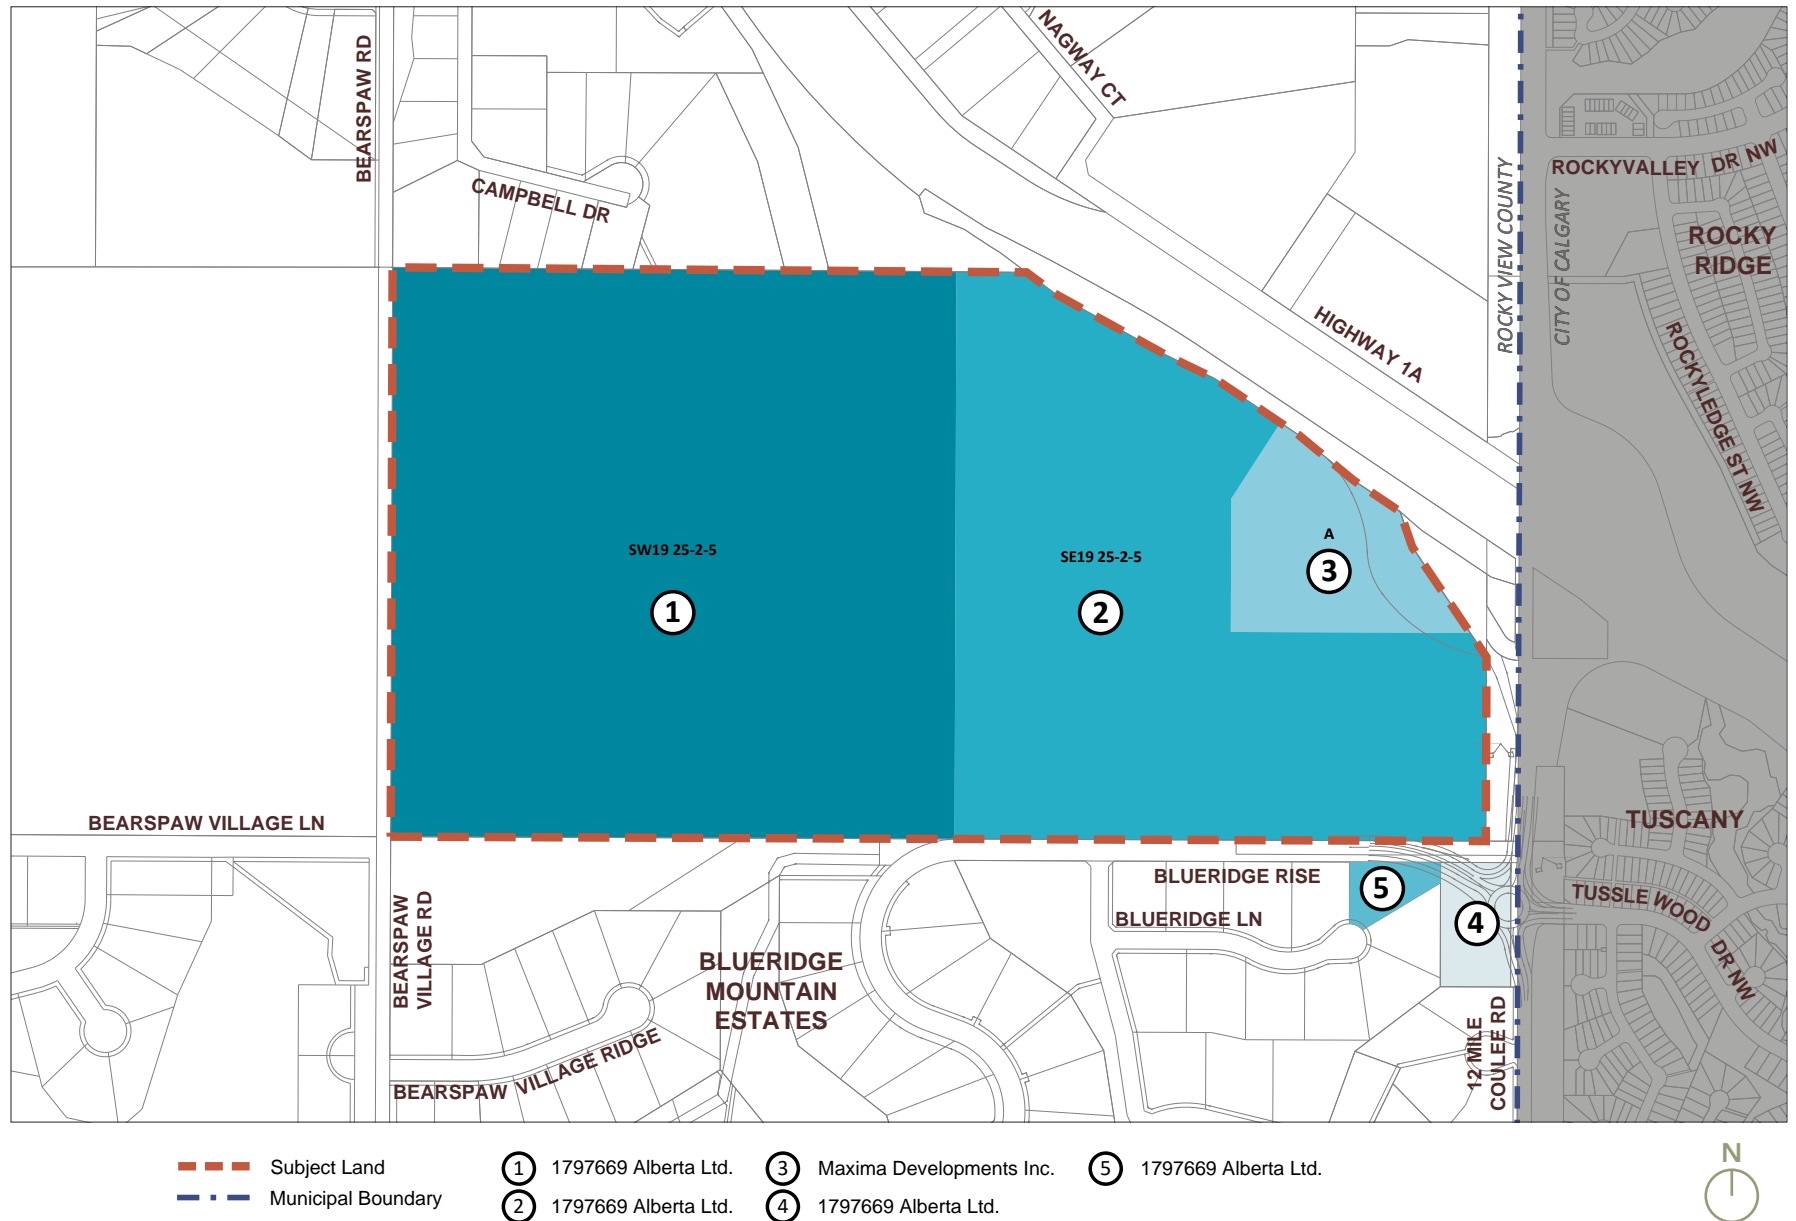 NAGWAY CT
BEARSPAW RD
CAMPBELL DR
ROCKYVALLEY DR NW
ROCKY VIEW COUNTY
CITY OF CALGARY
ROCKY
RIDGE
HIGHWAY 1A
ROCKYLEDGE ST NW
SW19 25-2-5
1
SE19 25-2-5
2
A
3
BEARSPAW VILLAGE LN
TUSCANY
BLUERIDGE RISE
5
BLUERIDGE LN
4
TUSSLE WOOD DR NW
BEARSPAW
VILLAGE RD
BLUERIDGE
MOUNTAIN
ESTATES
BEARSPAW VILLAGE RIDGE
12 MILE
COULEE RD
Subject Land
Municipal Boundary
1 1797669 Alberta Ltd.
2 1797669 Alberta Ltd.
3 Maxima Developments Inc.
4 1797669 Alberta Ltd.
5 1797669 Alberta Ltd.
N